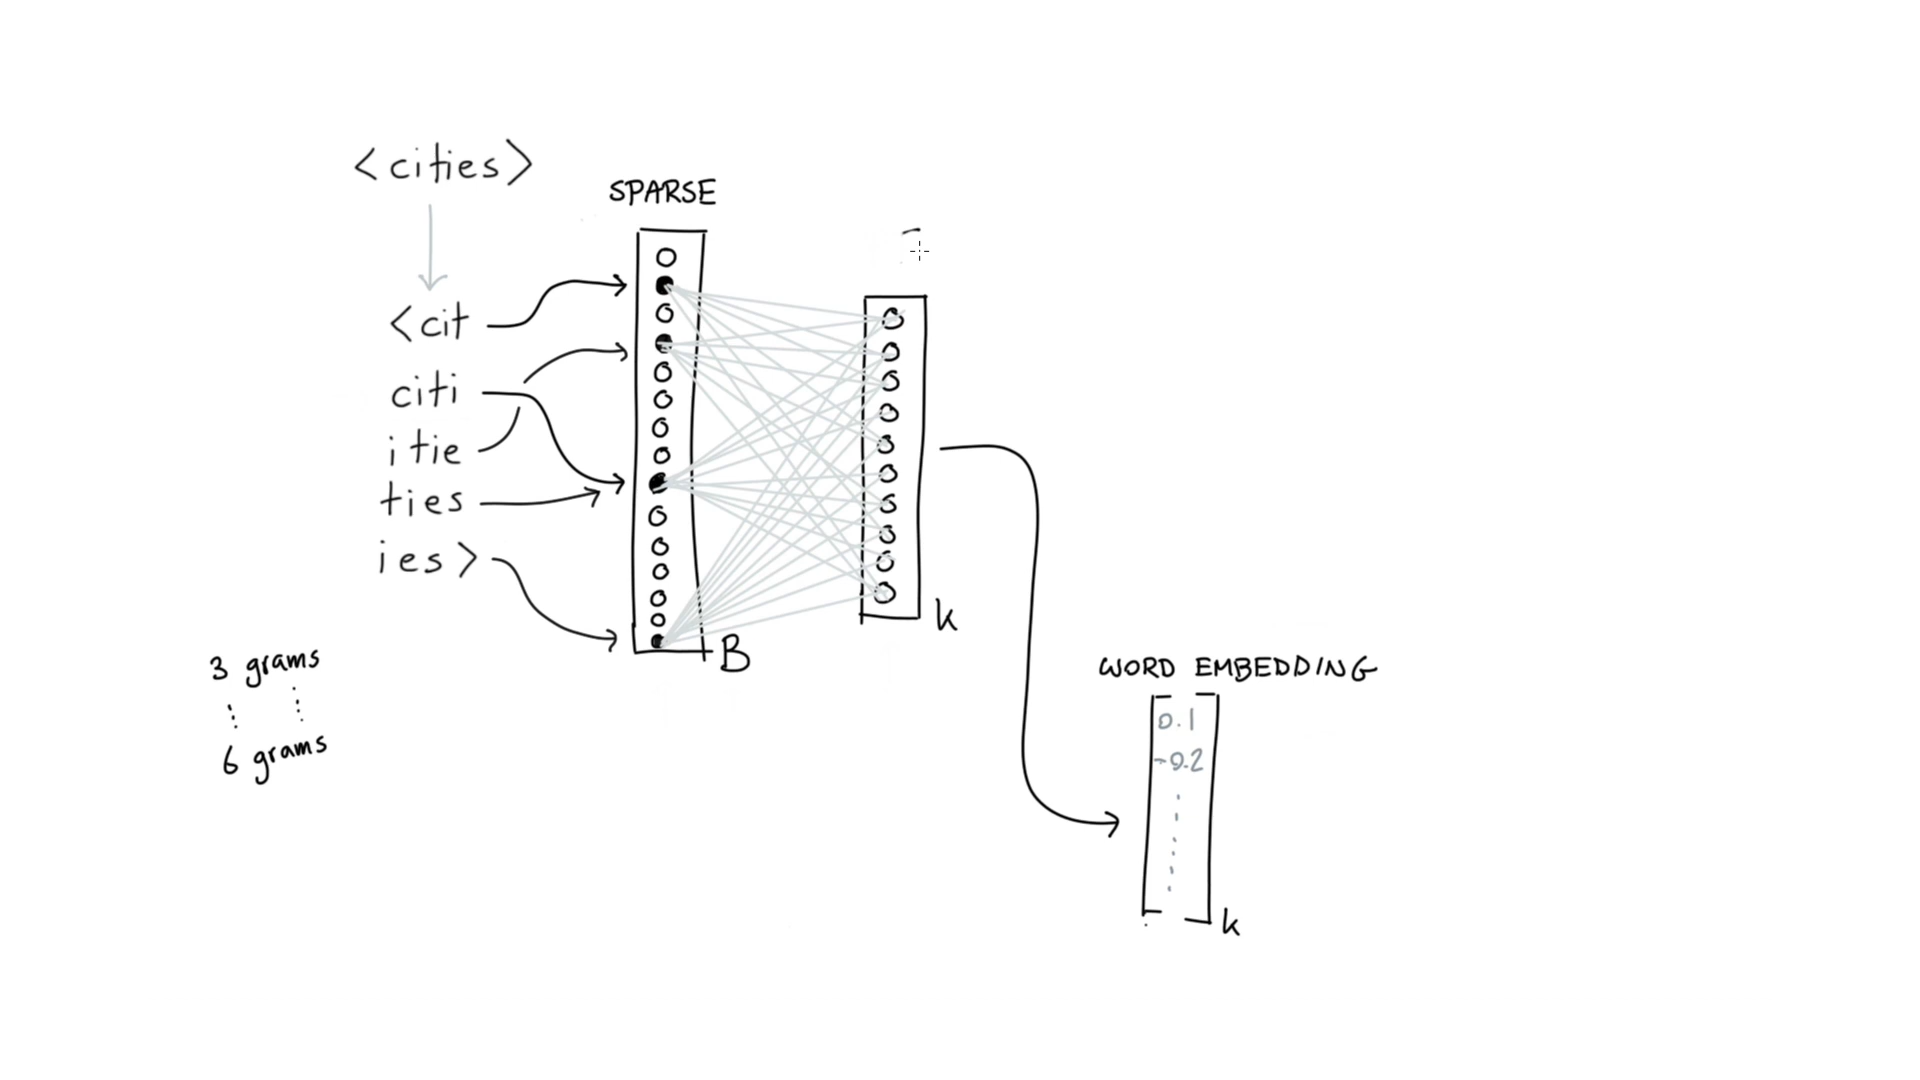 <cities>
SPARSE
<cit
citi
itie
ties
ies>
B
k
3 grams
6 grams
WORD EMBEDDING
0.1
-0.2
k